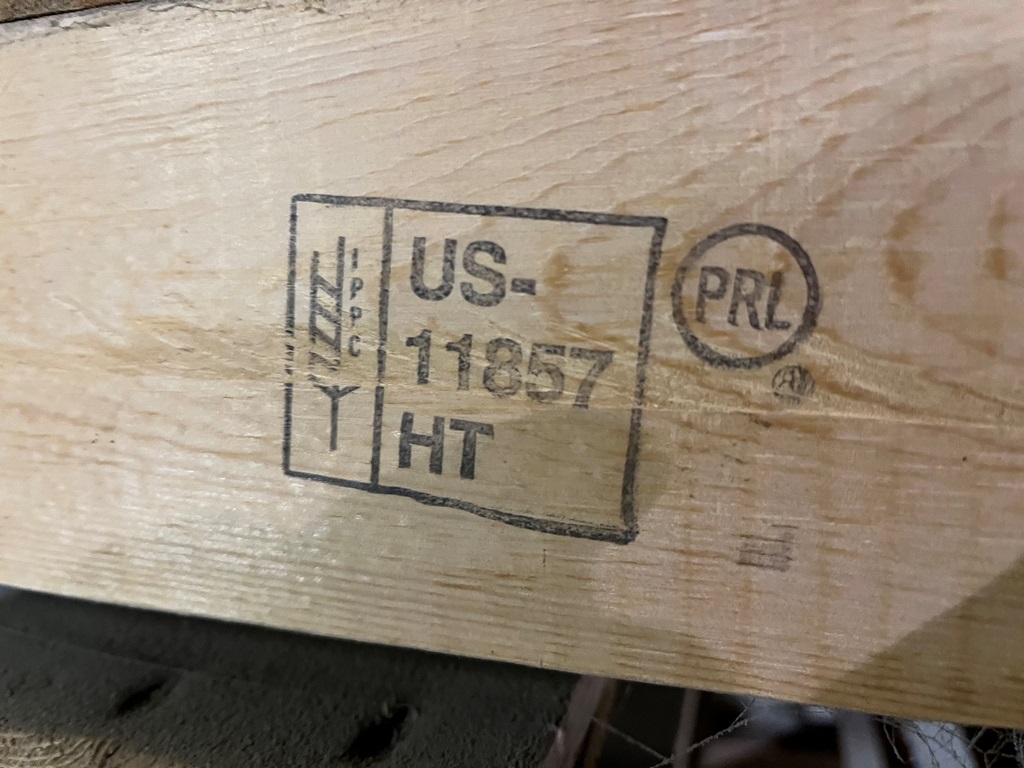 IPPC
US-
11857
HT
PRL